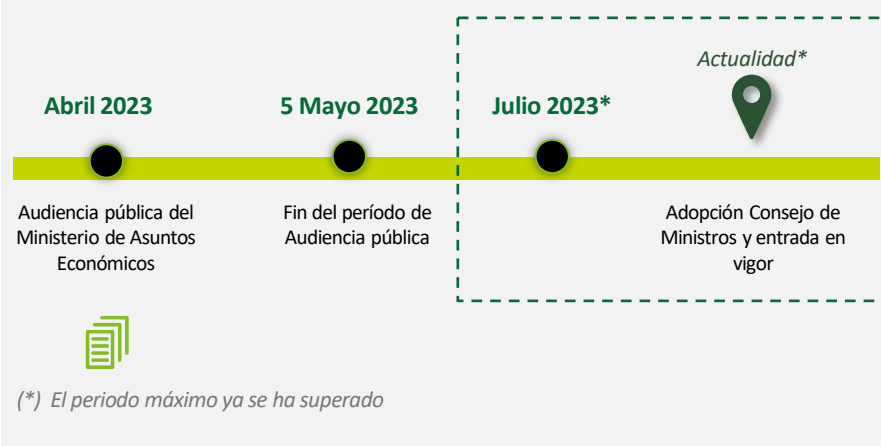 Actualidad*
Abril 2023
5 Mayo 2023
Julio 2023*
Audiencia pública del
Ministerio de Asuntos
Económicos
Fin del período de
Audiencia pública
Adopción Consejo de
Ministros y entrada en
vigor
(*) El periodo máximo ya se ha superado